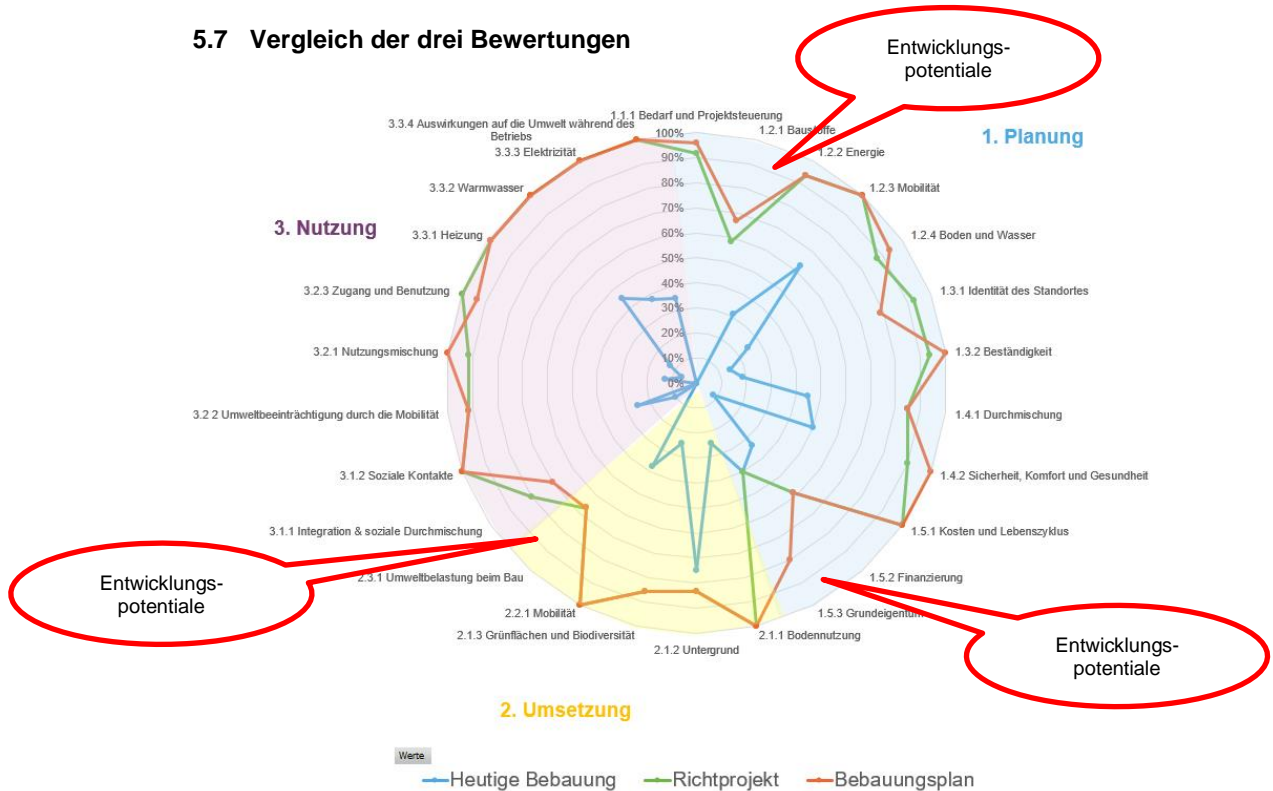 5.7 Vergleich der drei Bewertungen
Entwicklungs-
potentiale
1. Planung
1.1.1 Bedarf und Projektsteuerung
1.2.1 Baustoffe
1.2.2 Energie
1.2.3 Mobilität
1.2.4 Boden und Wasser
1.3.1 Identität des Standortes
1.3.2 Beständigkeit
1.4.1 Durchmischung
1.4.2 Sicherheit, Komfort und Gesundheit
1.5.1 Kosten und Lebenszyklus
1.5.2 Finanzierung
1.5.3 Grundeigentum
Entwicklungs-
potentiale
2.1.1 Bodennutzung
2.1.2 Untergrund
2.1.3 Grünflächen und Biodiversität
2.2.1 Mobilität
2.3.1 Umweltbelastung beim Bau
2. Umsetzung
Entwicklungs-
potentiale
3.1.1 Integration & soziale Durchmischung
3.1.2 Soziale Kontakte
3.2 2 Umweltbeeinträchtigung durch die Mobilität
3.2.1 Nutzungsmischung
3.2.3 Zugang und Benutzung
3. Nutzung
3.3.1 Heizung
3.3.2 Warmwasser
3.3.3 Elektrizität
3.3.4 Auswirkungen auf die Umwelt während des
Betriebs
100%
90%
80%
70%
60%
50%
40%
30%
20%
10%
0%
Werte
Heutige Bebauung
Richtprojekt
Bebauungsplan